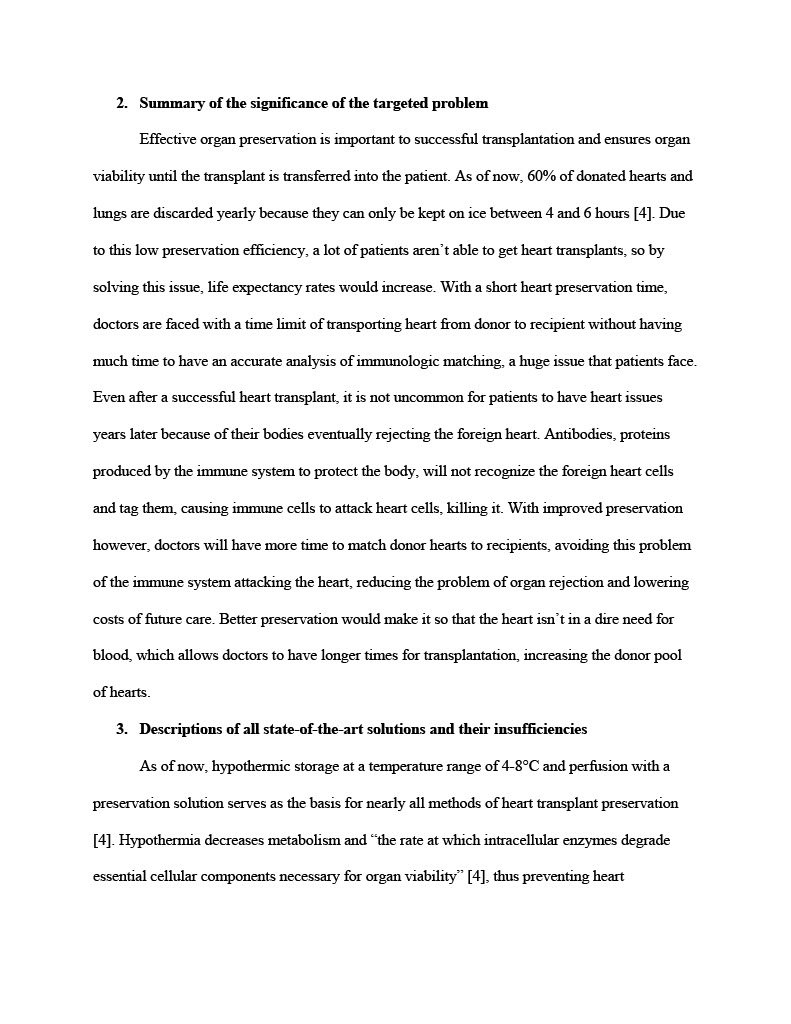 2. Summary of the significance of the targeted problem
Effective organ preservation is important to successful transplantation and ensures organ
viability until the transplant is transferred into the patient. As of now, 60% of donated hearts and
lungs are discarded yearly because they can only be kept on ice between 4 and 6 hours [4]. Due
to this low preservation efficiency, a lot of patients aren’t able to get heart transplants, so by
solving this issue, life expectancy rates would increase. With a short heart preservation time,
doctors are faced with a time limit of transporting heart from donor to recipient without having
much time to have an accurate analysis of immunologic matching, a huge issue that patients face.
Even after a successful heart transplant, it is not uncommon for patients to have heart issues
years later because of their bodies eventually rejecting the foreign heart. Antibodies, proteins
produced by the immune system to protect the body, will not recognize the foreign heart cells
and tag them, causing immune cells to attack heart cells, killing it. With improved preservation
however, doctors will have more time to match donor hearts to recipients, avoiding this problem
of the immune system attacking the heart, reducing the problem of organ rejection and lowering
costs of future care. Better preservation would make it so that the heart isn’t in a dire need for
blood, which allows doctors to have longer times for transplantation, increasing the donor pool
of hearts.
3. Descriptions of all state-of-the-art solutions and their insufficiencies
As of now, hypothermic storage at a temperature range of 4-8°C and perfusion with a
preservation solution serves as the basis for nearly all methods of heart transplant preservation
[4]. Hypothermia decreases metabolism and “the rate at which intracellular enzymes degrade
essential cellular components necessary for organ viability” [4], thus preventing heart